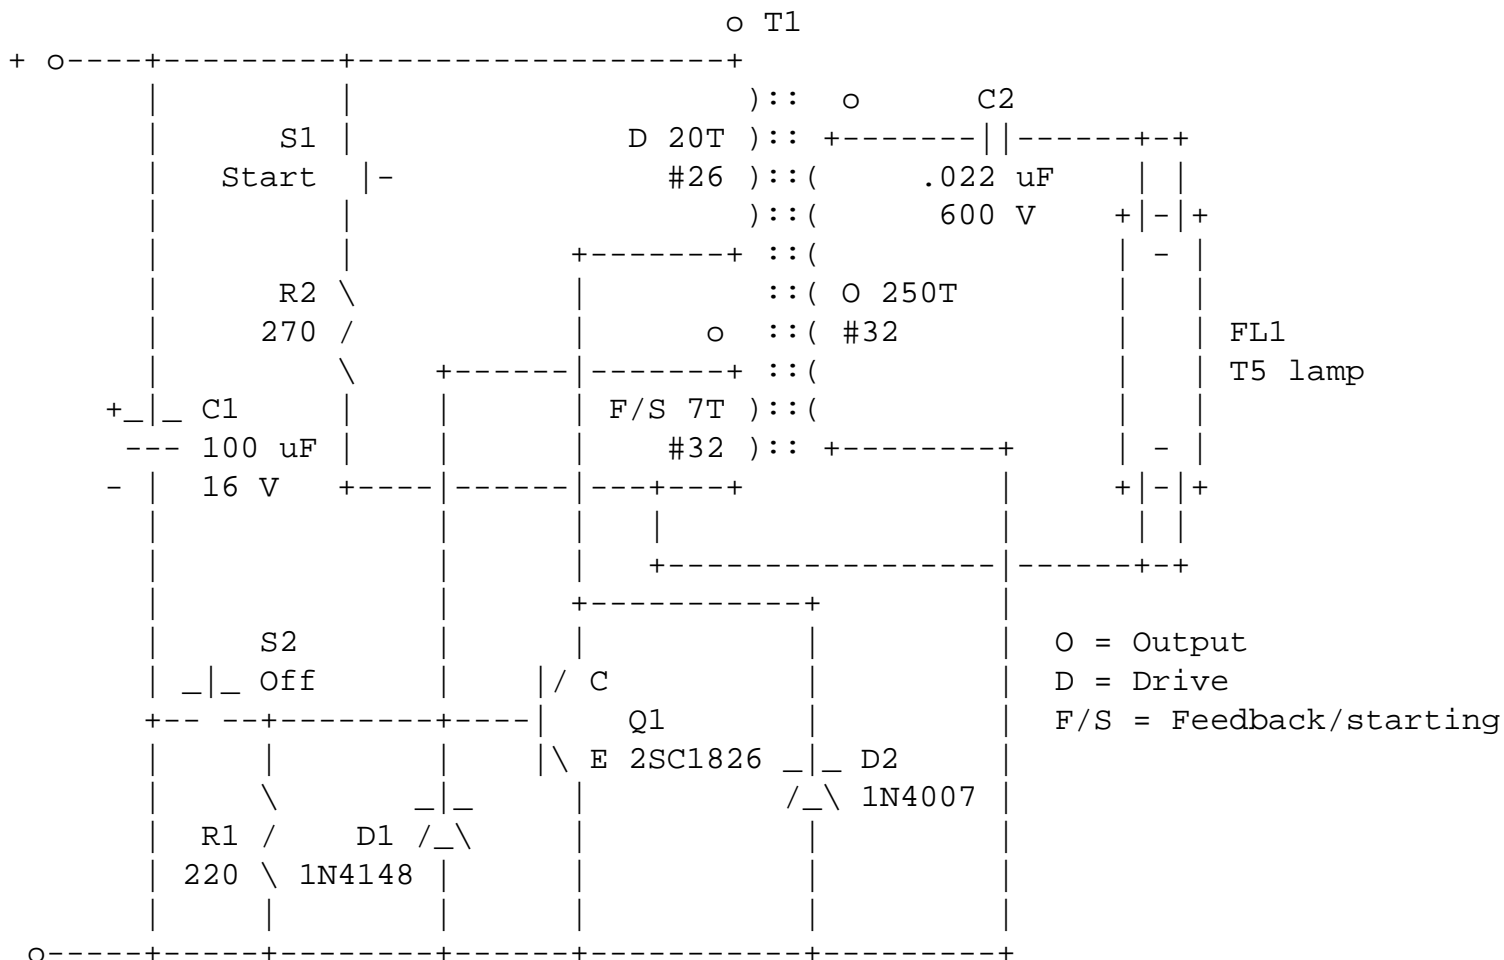 o T1
+ o----+---------+-------------------+
| | )::  o C2
| S1 | D 20T ):: +-------||------+-+
| Start |- #26 )::( .022 uF | |
| | )::( 600 V +|-|+
| | +-------+ ::( | - |
| R2 \ | ::( O 250T | |
| 270 / | o ::( #32 | | FL1
| \ +------|-------+ ::( | | T5 lamp
+_|_ C1 | | | F/S 7T )::( | |
--- 100 uF | | | #32 ):: +--------+ | - |
- | 16 V +----|------|---+---+ | +|-|+
| | | | | | |
| | | +-----------------|------+-+
| | +-----------+ |
| S2 | | | | O = Output
| _|_ Off | |/ C | | D = Drive
+-- --+--------+----| Q1 | | F/S = Feedback/starting
| | | |\ E 2SC1826 _|_ D2 |
| \ _|_ | /_\ 1N4007 |
| R1 / D1 /_\ | | |
| 220 \ 1N4148 | | | |
| | | | | |
o-----+-----+--------+------+-----------+---------+